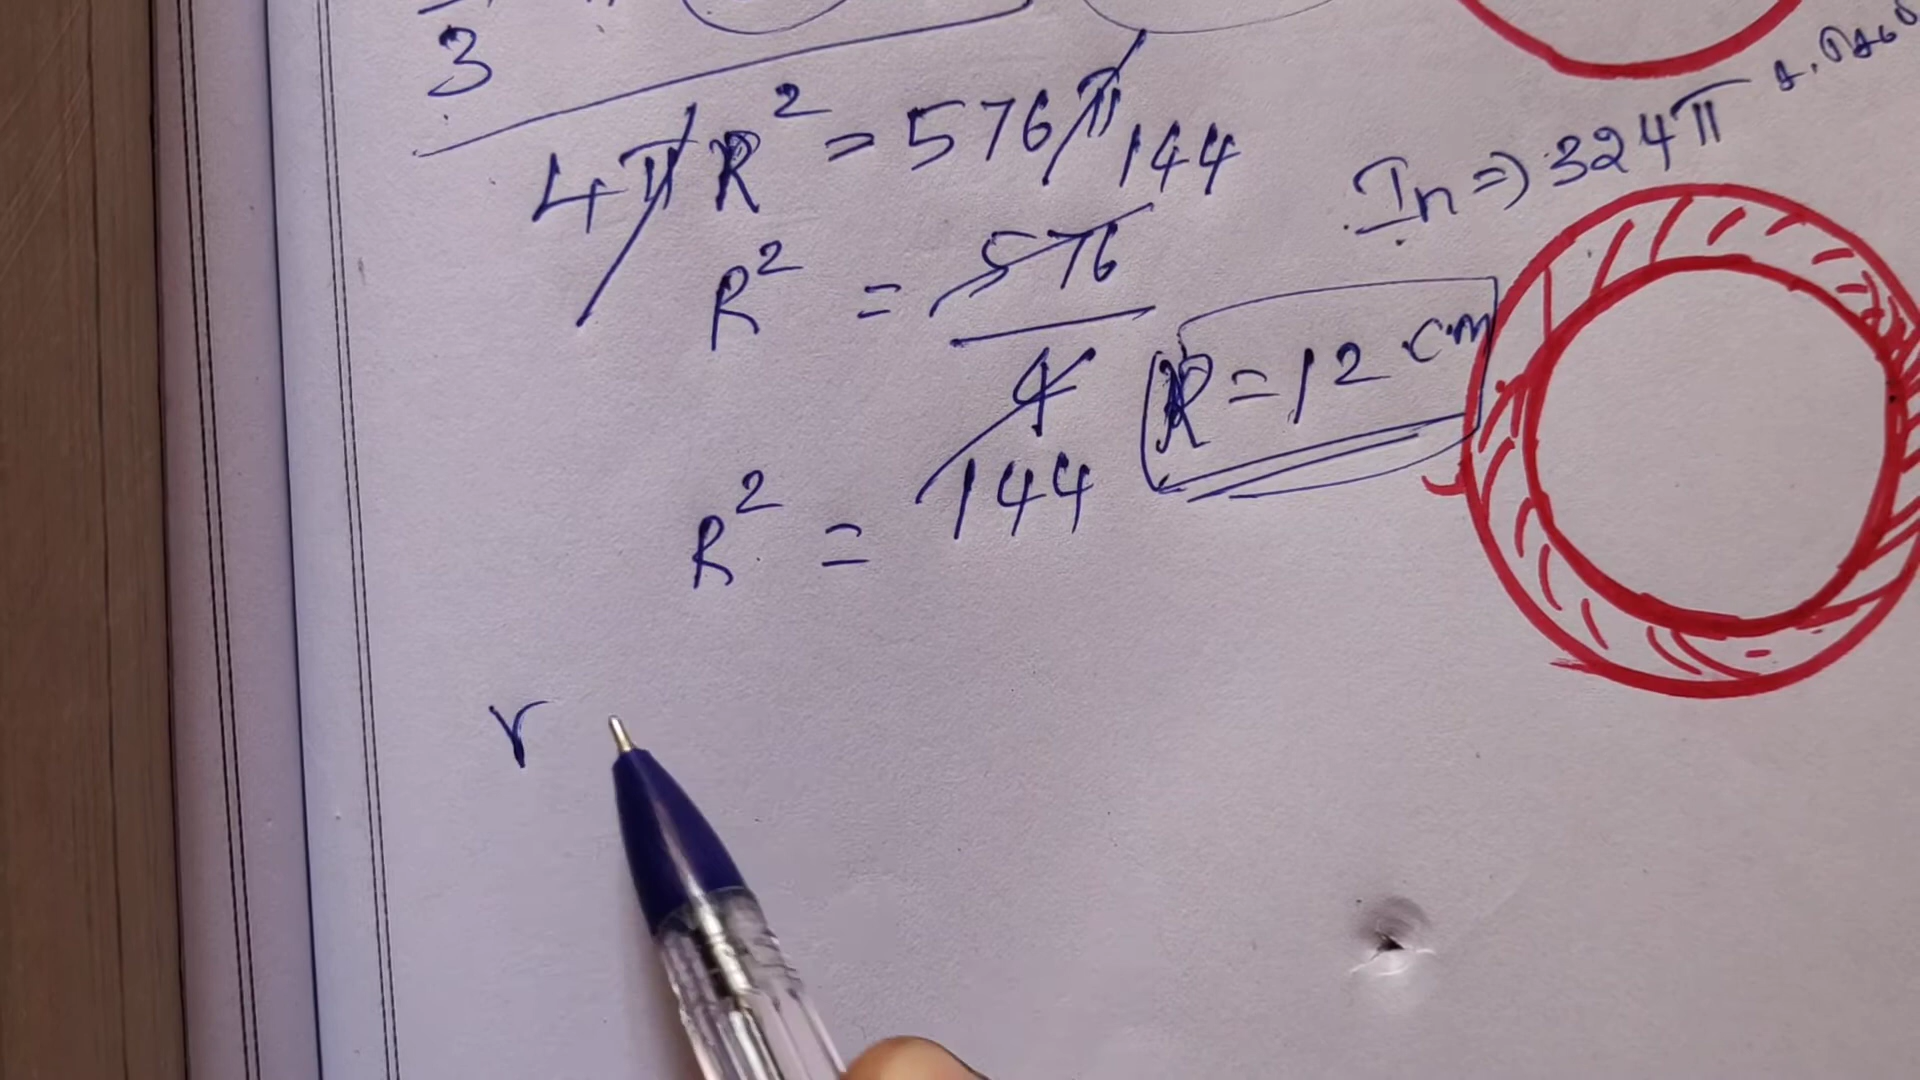 3
4πR² = 576π 144
In ⇒ 324π
R² = 576/4
R = 12 cm
R² = 144
r